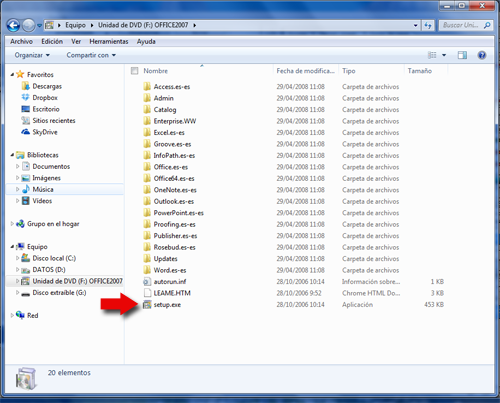 Equipo Unidad de DVD (F:) OFFICE2007
Buscar Uni...
Archivo Edición Ver Herramientas Ayuda
Organizar Compartir con
Nombre Fecha de modifica... Tipo Tamaño
Favoritos
Descargas
Dropbox
Escritorio
Sitios recientes
SkyDrive
Bibliotecas
Documentos
Imágenes
Música
Vídeos
Grupo en el hogar
Equipo
Disco local (C:)
DATOS (D:)
Unidad de DVD (F:) OFFICE2007
Disco extraíble (G:)
Red
Access.es-es 29/04/2008 11:08 Carpeta de archivos
Admin 29/04/2008 11:08 Carpeta de archivos
Catalog 29/04/2008 11:08 Carpeta de archivos
Enterprise.WW 29/04/2008 11:08 Carpeta de archivos
Excel.es-es 29/04/2008 11:08 Carpeta de archivos
Groove.es-es 29/04/2008 11:08 Carpeta de archivos
InfoPath.es-es 29/04/2008 11:08 Carpeta de archivos
Office.es-es 29/04/2008 11:08 Carpeta de archivos
Office64.es-es 29/04/2008 11:08 Carpeta de archivos
OneNote.es-es 29/04/2008 11:08 Carpeta de archivos
Outlook.es-es 29/04/2008 11:08 Carpeta de archivos
PowerPoint.es-es 29/04/2008 11:08 Carpeta de archivos
Proofing.es-es 29/04/2008 11:08 Carpeta de archivos
Publisher.es-es 29/04/2008 11:08 Carpeta de archivos
Rosebud.es-es 29/04/2008 11:08 Carpeta de archivos
Updates 29/04/2008 11:08 Carpeta de archivos
Word.es-es 29/04/2008 11:08 Carpeta de archivos
autorun.inf 28/10/2006 10:14 Información sobre... 1 KB
LEAME.HTM 28/10/2006 9:52 Chrome HTML Do... 3 KB
setup.exe 28/10/2006 10:14 Aplicación 453 KB
20 elementos